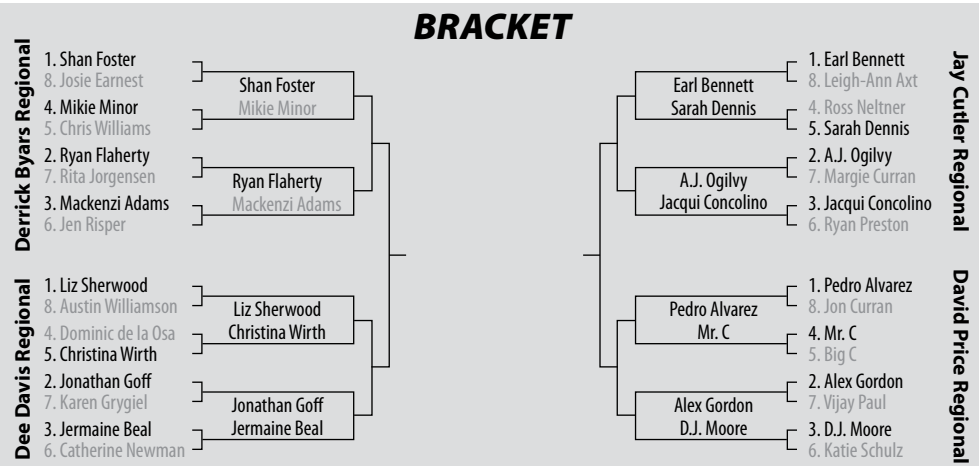 BRACKET
Derrick Byars Regional
1. Shan Foster
8. Josie Earnest
4. Mikie Minor
5. Chris Williams
2. Ryan Flaherty
7. Rita Jorgensen
3. Mackenzi Adams
6. Jen Risper
Shan Foster
Mikie Minor
Ryan Flaherty
Mackenzi Adams
Dee Davis Regional
1. Liz Sherwood
8. Austin Williamson
4. Dominic de la Osa
5. Christina Wirth
2. Jonathan Goff
7. Karen Grygiel
3. Jermaine Beal
6. Catherine Newman
Liz Sherwood
Christina Wirth
Jonathan Goff
Jermaine Beal
Earl Bennett
Sarah Dennis
A.J. Ogilvy
Jacqui Concolino
1. Earl Bennett
8. Leigh-Ann Axt
4. Ross Neltner
5. Sarah Dennis
2. A.J. Ogilvy
7. Margie Curran
3. Jacqui Concolino
6. Ryan Preston
Jay Cutler Regional
Pedro Alvarez
Mr. C
Alex Gordon
D.J. Moore
1. Pedro Alvarez
8. Jon Curran
4. Mr. C
5. Big C
2. Alex Gordon
7. Vijay Paul
3. D.J. Moore
6. Katie Schulz
David Price Regional